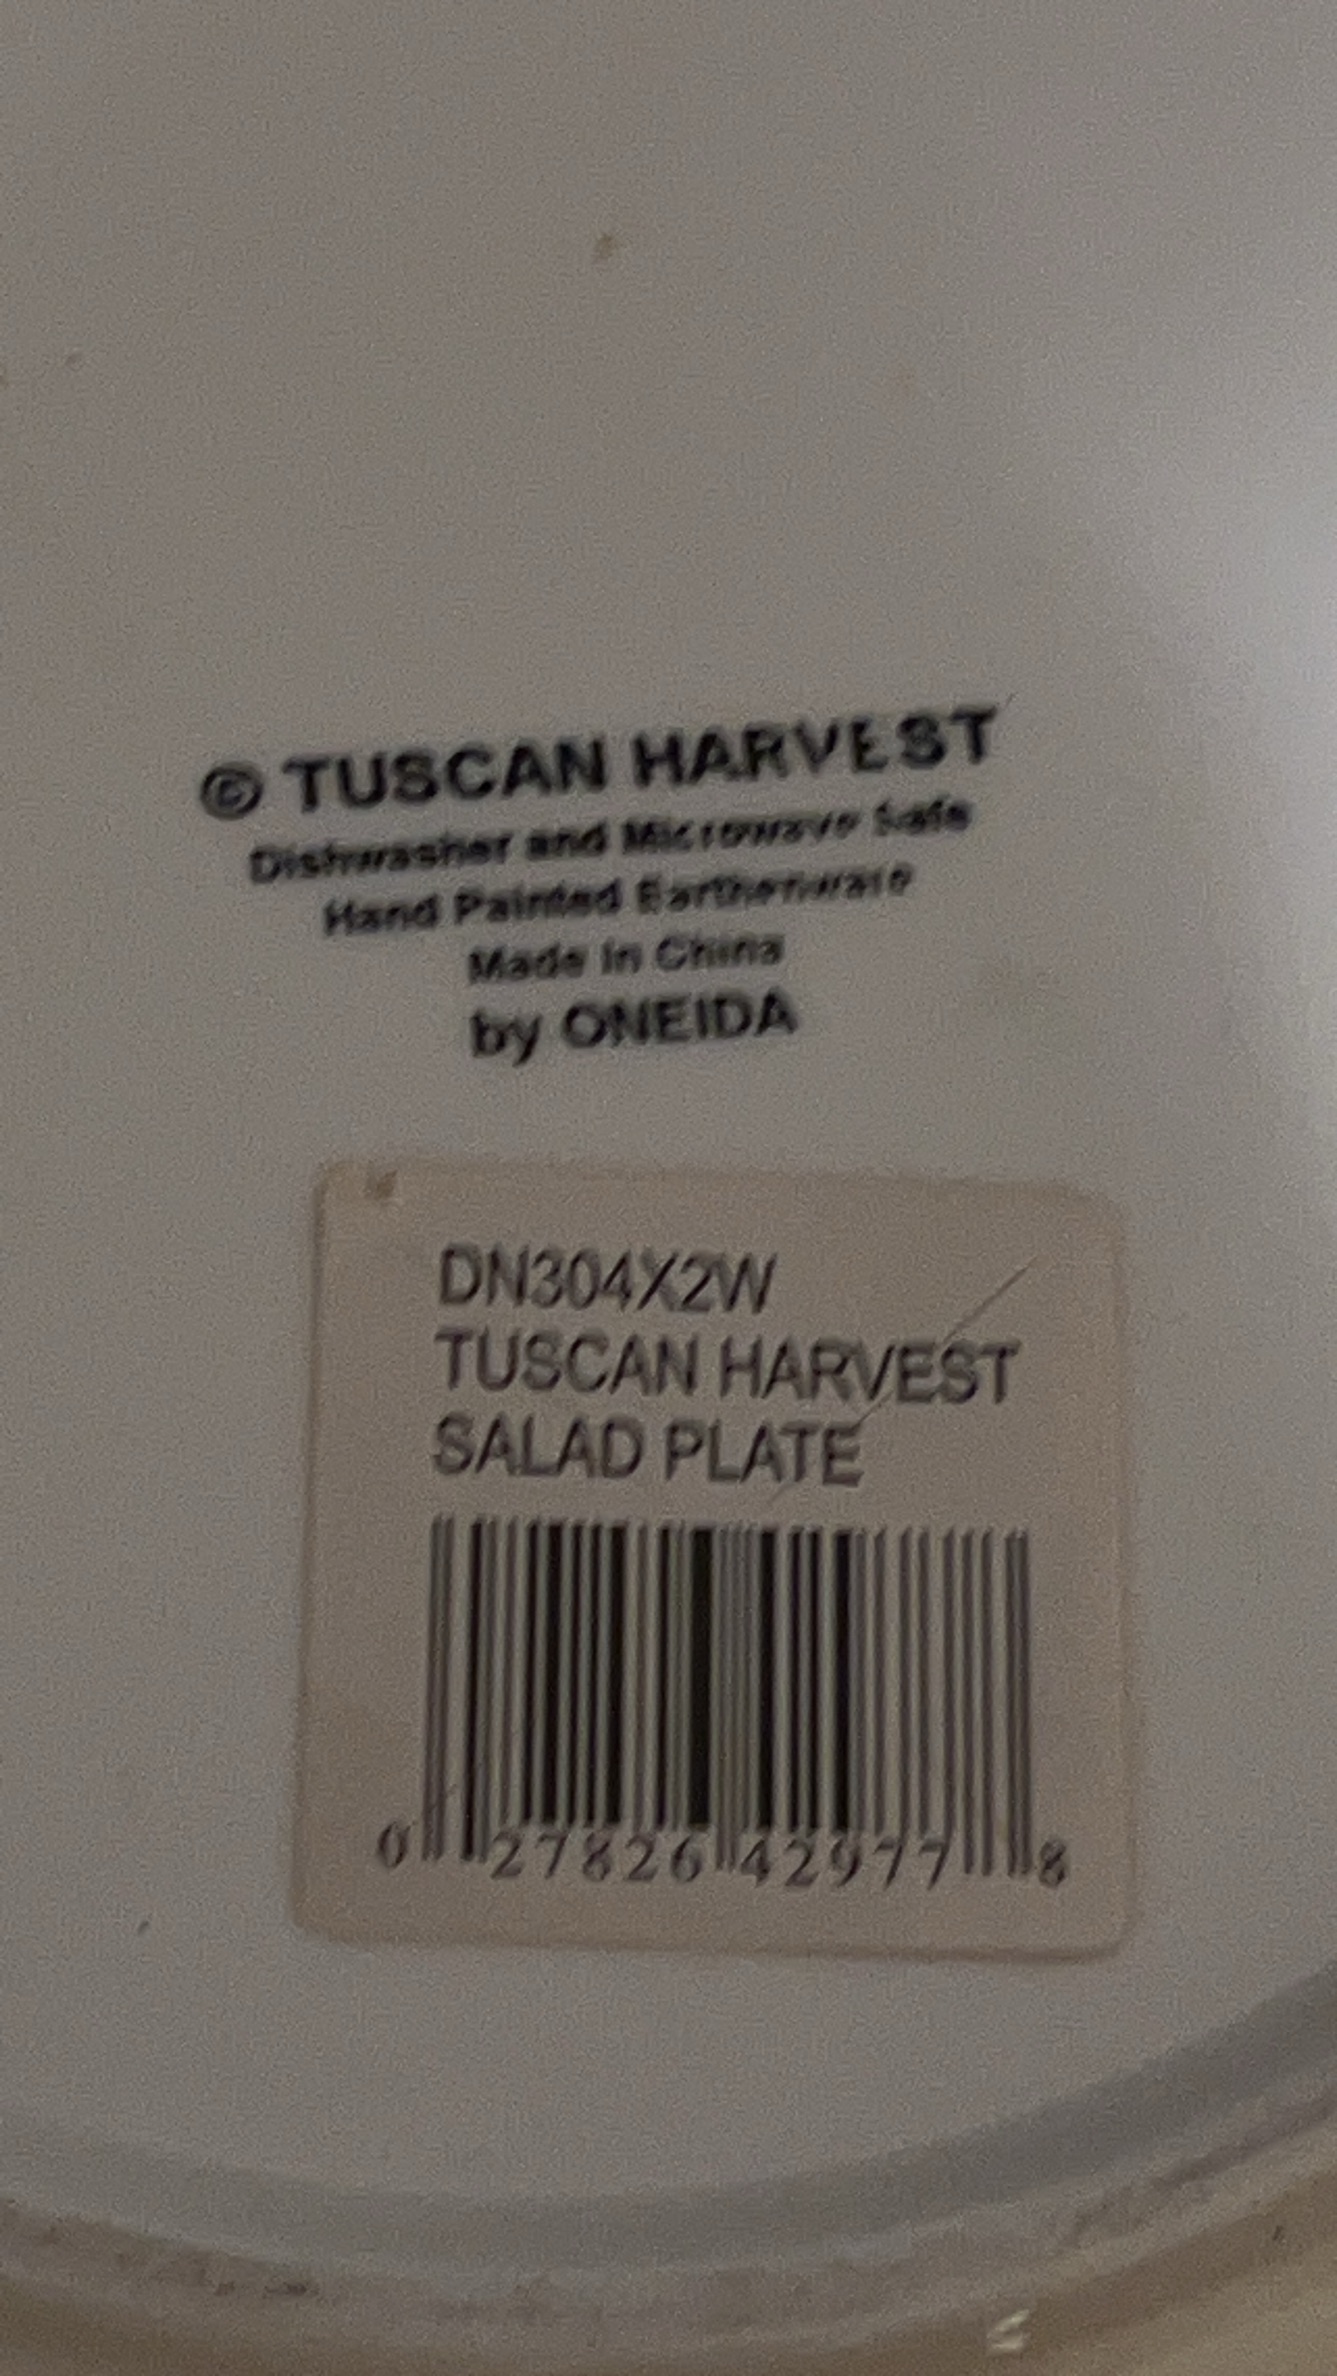 © TUSCAN HARVEST
Dishwasher and Microwave Safe
Hand Painted Earthenware
Made in China
by ONEIDA
DN304X2W
TUSCAN HARVEST
SALAD PLATE
0 27826 42977 8